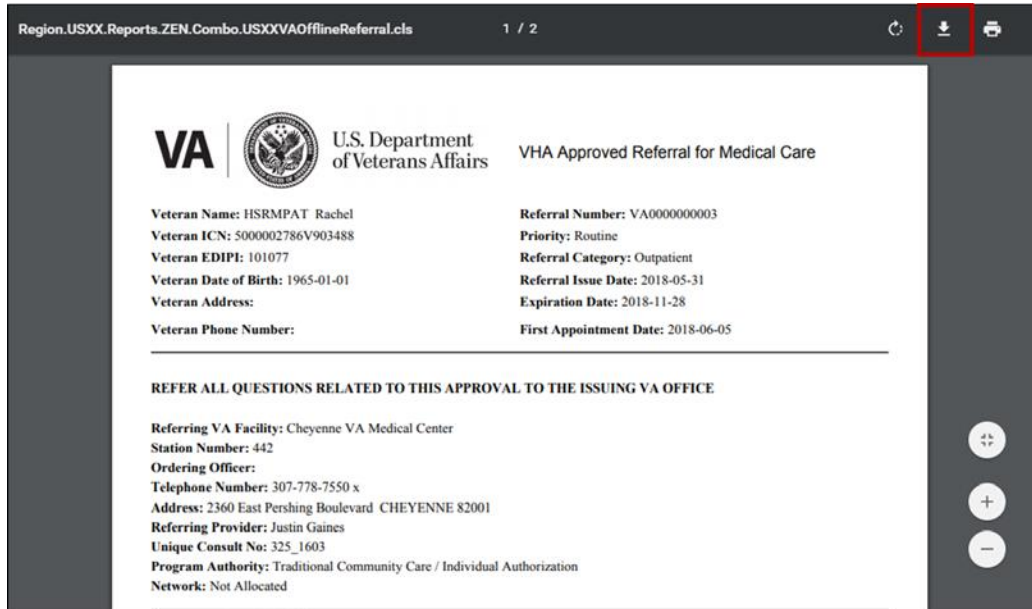 Region.USXX.Reports.ZEN.Combo.USXXVAOfflineReferral.cls 1 / 2
VA U.S. Department of Veterans Affairs VHA Approved Referral for Medical Care
Veteran Name: HSRMPAT Rachel Referral Number: VA0000000003
Veteran ICN: 5000002786V903488 Priority: Routine
Veteran EDIPI: 101077 Referral Category: Outpatient
Veteran Date of Birth: 1965-01-01 Referral Issue Date: 2018-05-31
Veteran Address: Expiration Date: 2018-11-28
Veteran Phone Number: First Appointment Date: 2018-06-05
REFER ALL QUESTIONS RELATED TO THIS APPROVAL TO THE ISSUING VA OFFICE
Referring VA Facility: Cheyenne VA Medical Center
Station Number: 442
Ordering Officer:
Telephone Number: 307-778-7550 x
Address: 2360 East Pershing Boulevard CHEYENNE 82001
Referring Provider: Justin Gaines
Unique Consult No: 325_1603
Program Authority: Traditional Community Care / Individual Authorization
Network: Not Allocated